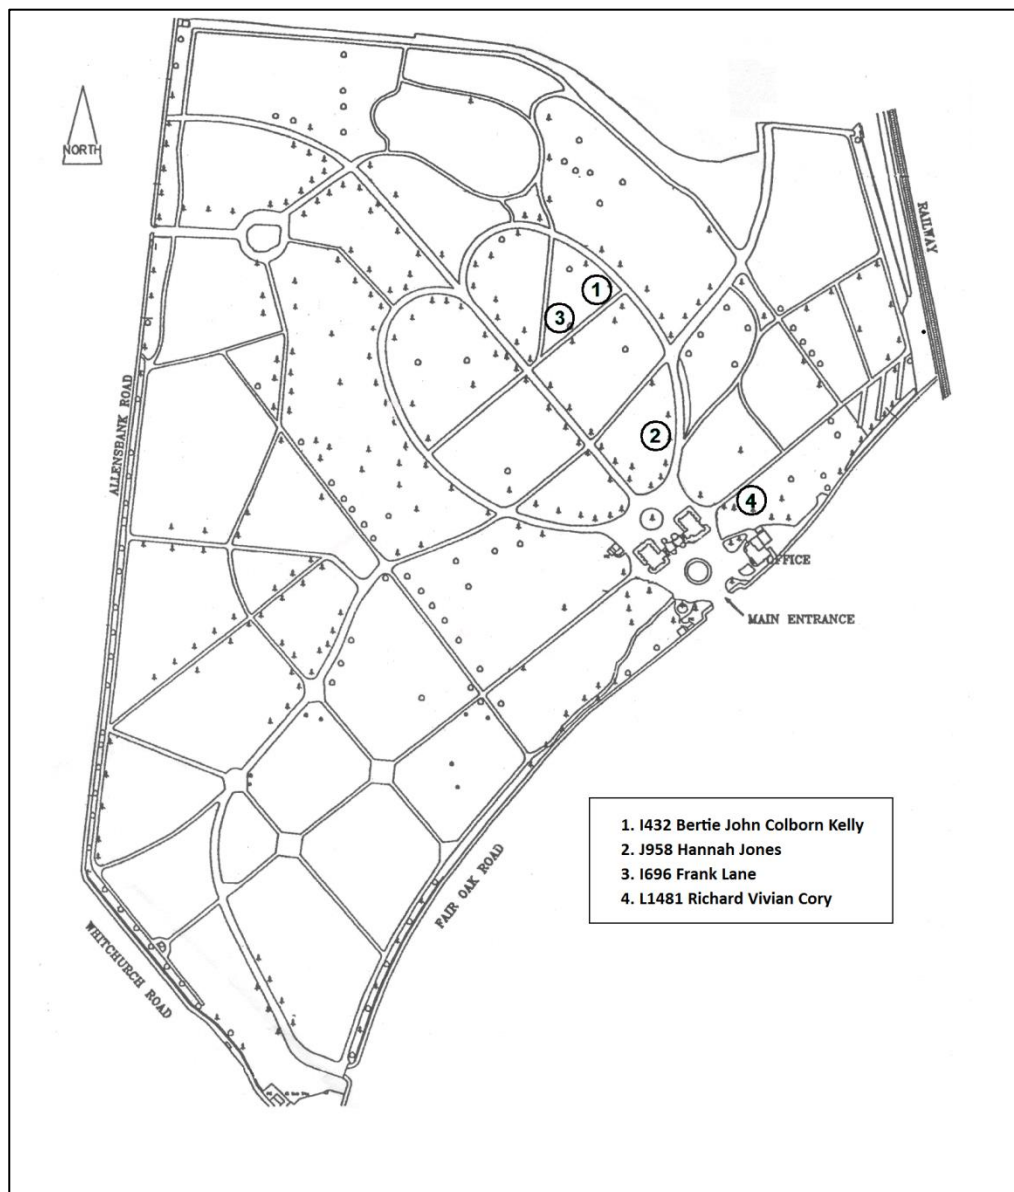 NORTH
RAILWAY
1
3
ALLENSBANK ROAD
2
4
OFFICE
MAIN ENTRANCE
1. I432 Bertie John Colborn Kelly
2. J958 Hannah Jones
3. I696 Frank Lane
4. L1481 Richard Vivian Cory
FAIR OAK ROAD
WHITCHURCH ROAD